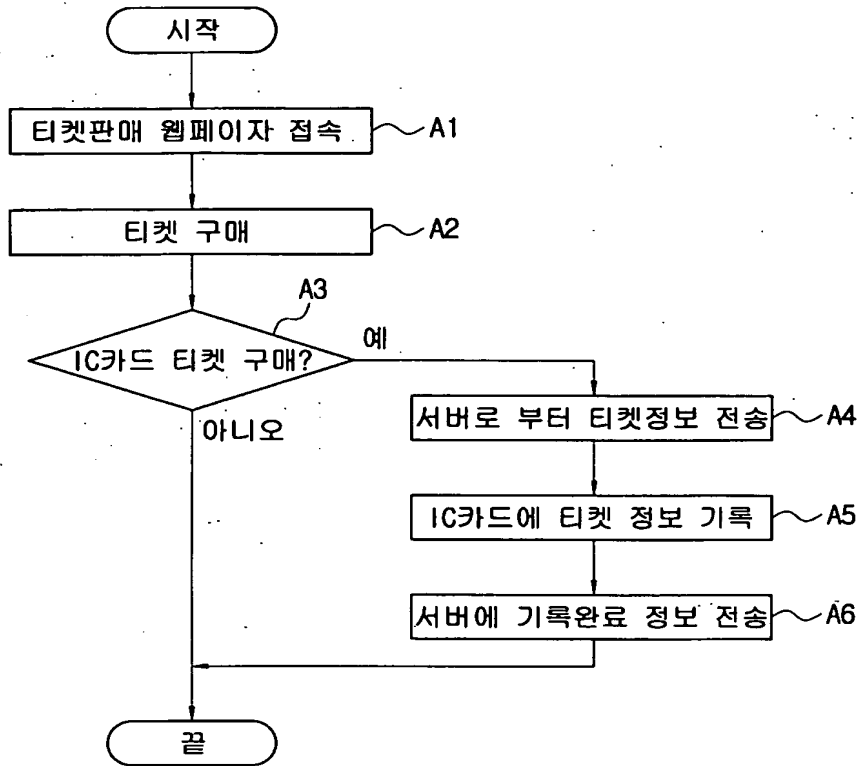 시작
티켓판매 웹페이자 접속
A1
티켓 구매
A2
A3
IC카드 티켓 구매?
예
아니오
서버로 부터 티켓정보 전송
A4
IC카드에 티켓 정보 기록
A5
서버에 기록완료 정보 전송
A6
끝